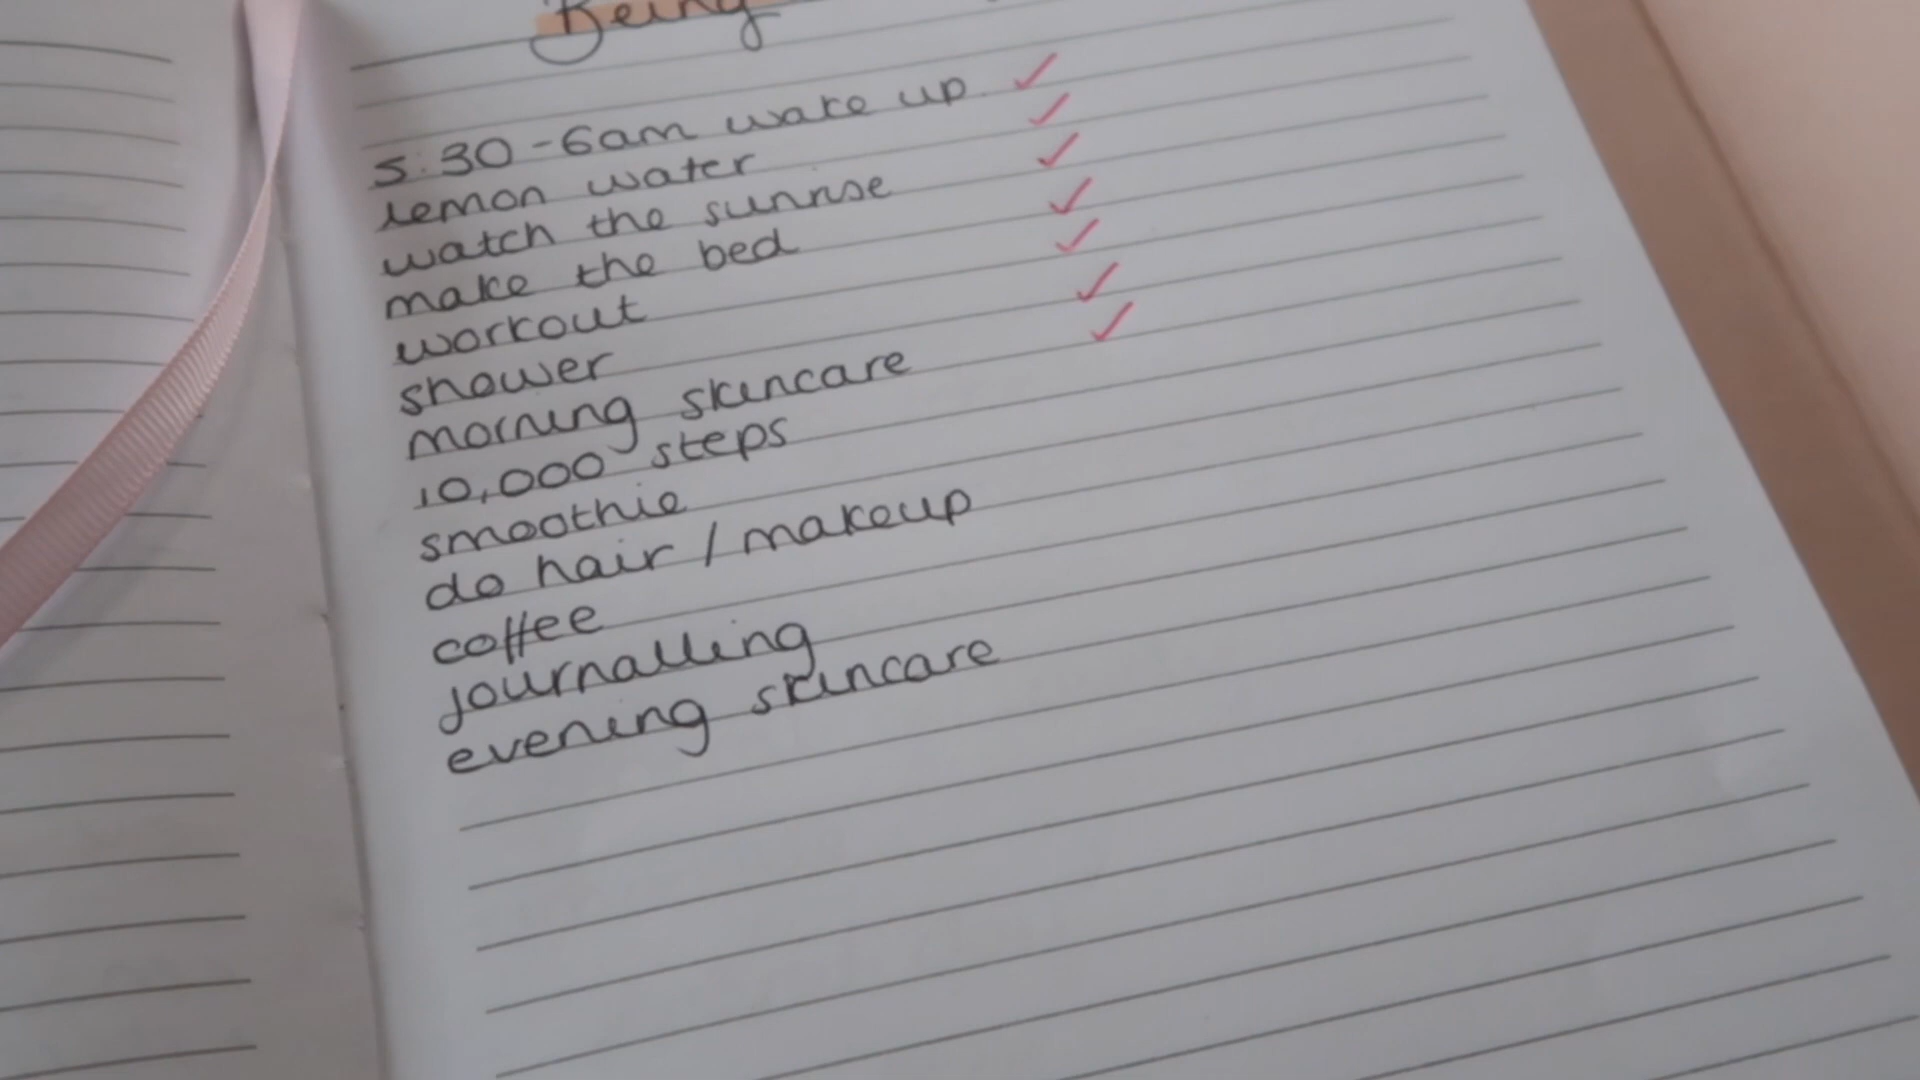 Being
5:30-6am wake up ✓
lemon water ✓
watch the sunrise ✓
make the bed ✓
workout ✓
shower ✓
morning skincare ✓
10,000 steps
smoothie
do hair / makeup
coffee
journalling
evening skincare